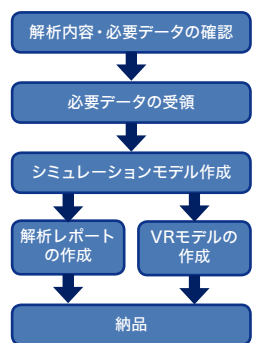 解析内容・必要データの確認
必要データの受領
シミュレーションモデル作成
解析レポート
の作成
VRモデルの
作成
納品